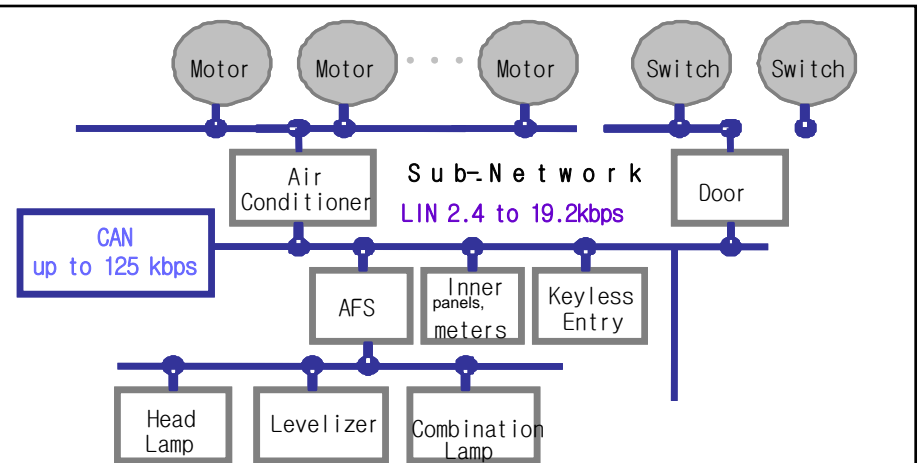 Motor
Motor
Motor
Switch
Switch
Air
Conditioner
Sub-Network
LIN 2.4 to 19.2kbps
Door
CAN
up to 125 kbps
AFS
Inner
panels,
meters
Keyless
Entry
Head
Lamp
Levelizer
Combination
Lamp